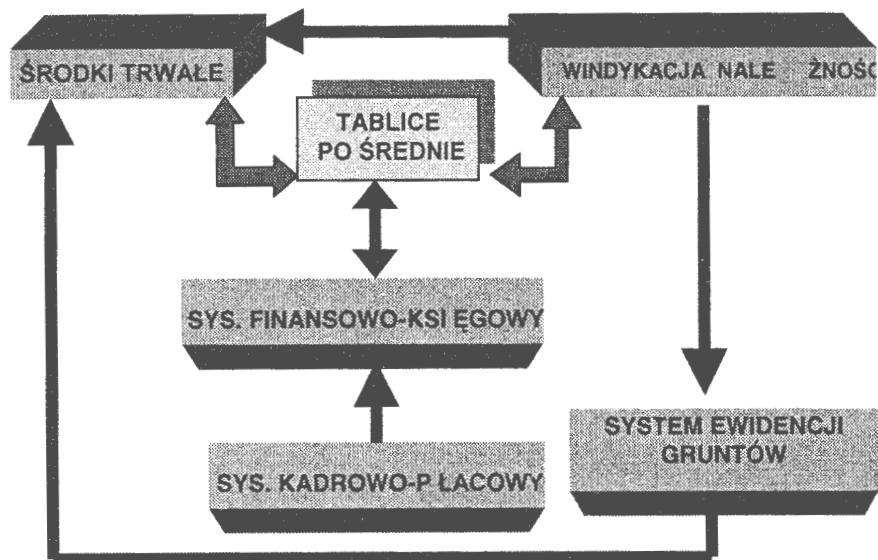 ŚRODKI TRWAŁE
WINDYKACJA NALE ŻNOŚC
TABLICE
PO ŚREDNIE
SYS. FINANSOWO-KSI ĘGOWY
SYSTEM EWIDENCJI
GRUNTÓW
SYS. KADROWO-P ŁACOWY